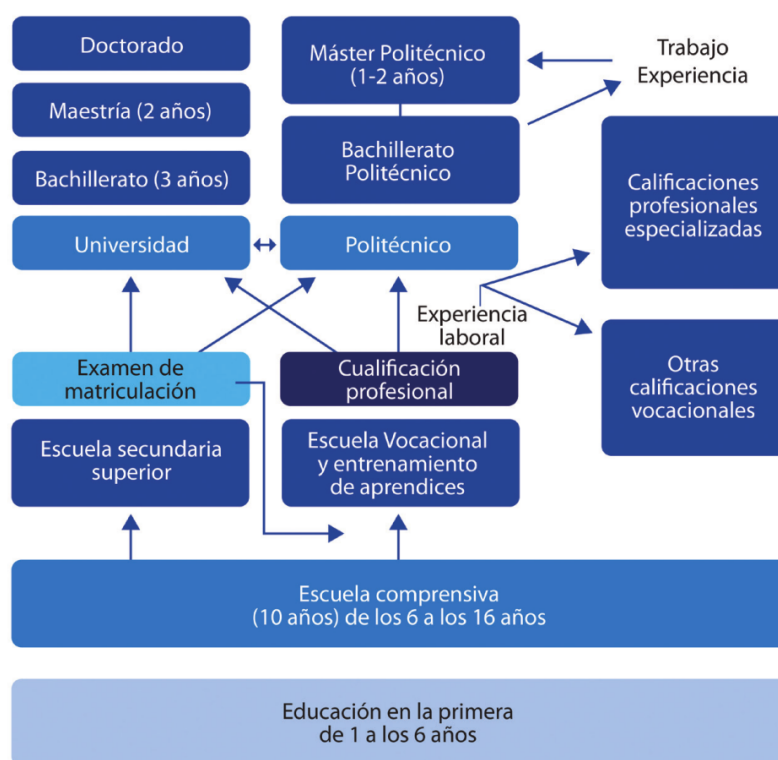 Doctorado
Maestría (2 años)
Bachillerato (3 años)
Universidad
Máster Politécnico
(1-2 años)
Bachillerato
Politécnico
Politécnico
Trabajo
Experiencia
Calificaciones
profesionales
especializadas
Experiencia
laboral
Otras
calificaciones
vocacionales
Examen de
matriculación
Cualificación
profesional
Escuela secundaria
superior
Escuela Vocacional
y entrenamiento
de aprendices
Escuela comprensiva
(10 años) de los 6 a los 16 años
Educación en la primera
de 1 a los 6 años